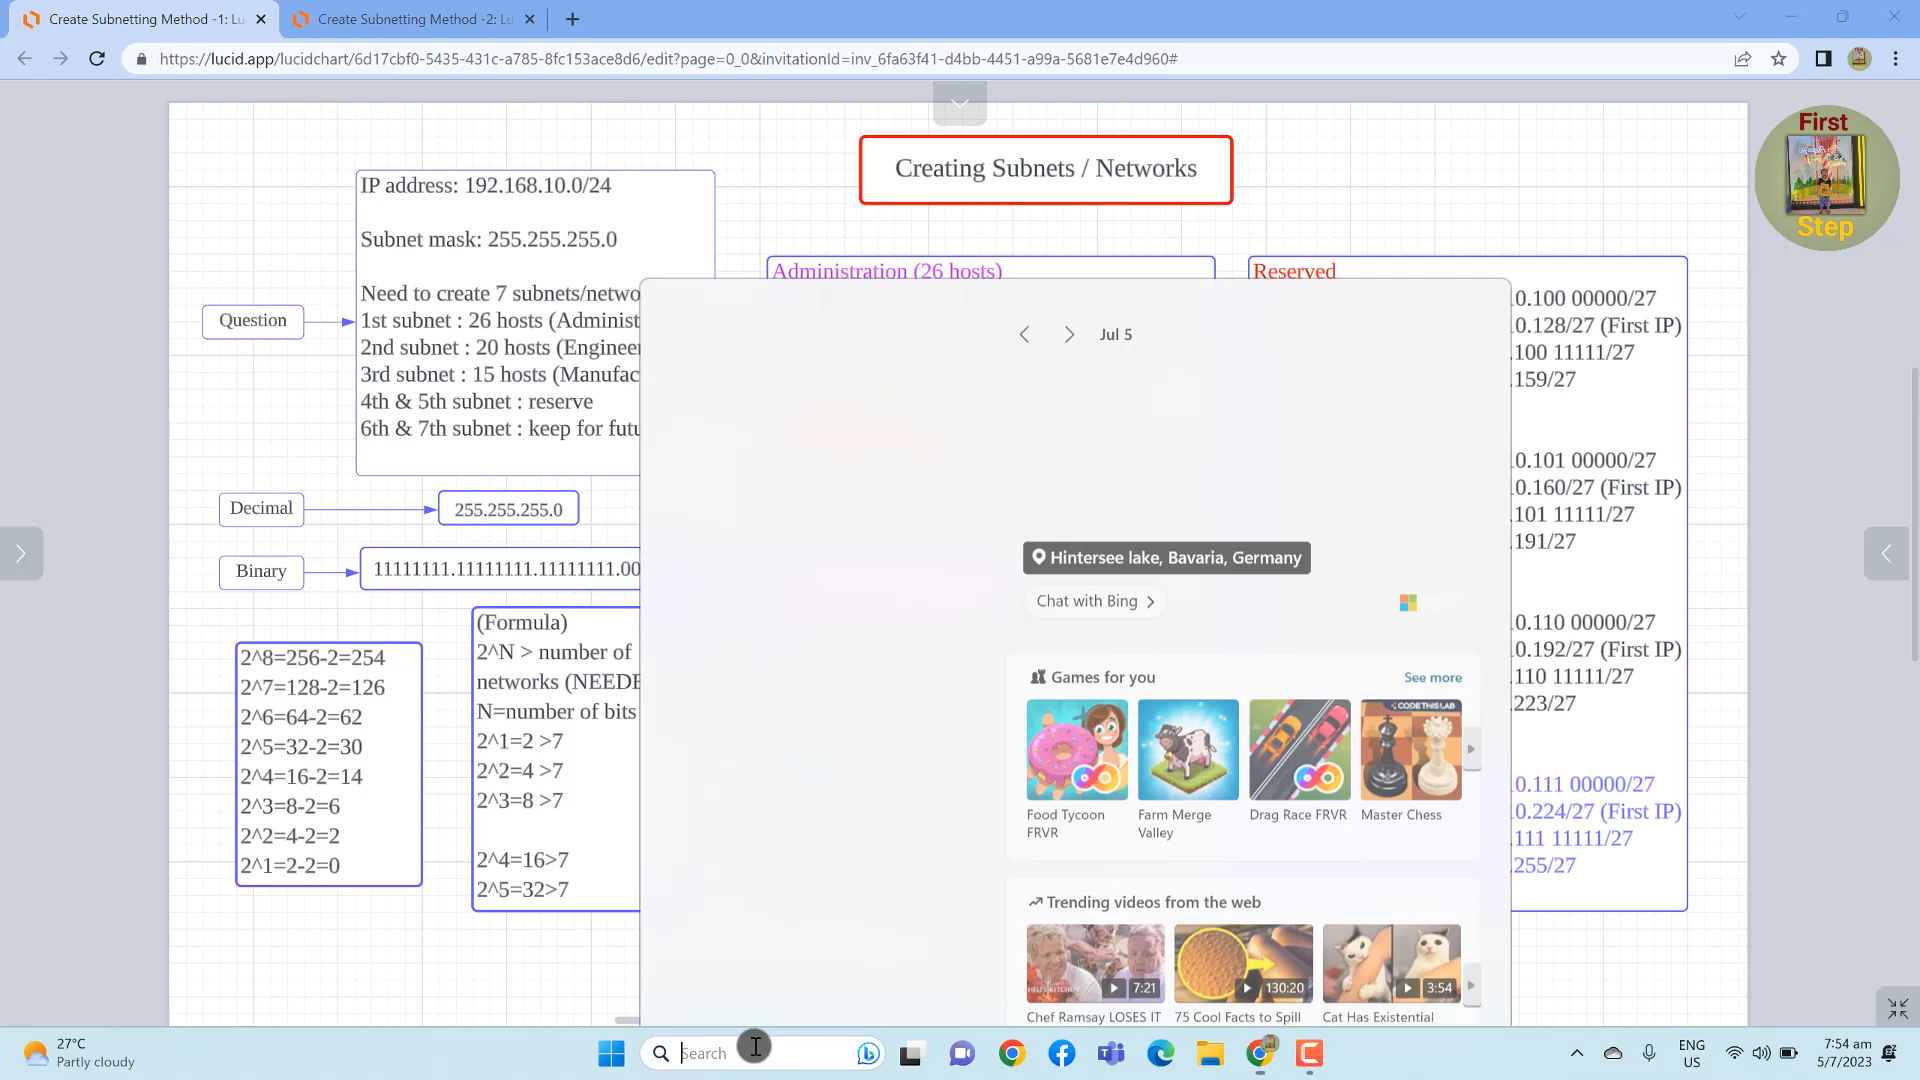 Create Subnetting Method -1: Lu
Create Subnetting Method -2: Lu
https://lucid.app/lucidchart/6d17cbf0-5435-431c-a785-8fc153ace8d6/edit?page=0_0&invitationId=inv_6fa63f41-d4bb-4451-a99a-5681e7e4d960#
First
Step
Creating Subnets / Networks
IP address: 192.168.10.0/24
Subnet mask: 255.255.255.0
Need to create 7 subnets/netwo
1st subnet : 26 hosts (Administ
2nd subnet : 20 hosts (Engineer
3rd subnet : 15 hosts (Manufac
4th & 5th subnet : reserve
6th & 7th subnet : keep for futu
Question
Decimal
255.255.255.0
Binary
11111111.11111111.11111111.00
2^8=256-2=254
2^7=128-2=126
2^6=64-2=62
2^5=32-2=30
2^4=16-2=14
2^3=8-2=6
2^2=4-2=2
2^1=2-2=0
(Formula)
2^N > number of
networks (NEEDE
N=number of bits
2^1=2 >7
2^2=4 >7
2^3=8 >7
2^4=16>7
2^5=32>7
Administration (26 hosts)
Reserved
10.100 00000/27
10.128/27 (First IP)
.100 11111/27
.159/27
10.101 00000/27
10.160/27 (First IP)
.101 11111/27
.191/27
10.110 00000/27
10.192/27 (First IP)
.110 11111/27
.223/27
10.111 00000/27
10.224/27 (First IP)
.111 11111/27
.255/27
Jul 5
Hintersee lake, Bavaria, Germany
Chat with Bing
Games for you
See more
CODETHISLAB
Food Tycoon
FRVR
Farm Merge
Valley
Drag Race FRVR
Master Chess
Trending videos from the web
7:21
130:20
3:54
Chef Ramsay LOSES IT
75 Cool Facts to Spill
Cat Has Existential
27°C
Partly cloudy
Search
ENG
US
7:54 am
5/7/2023